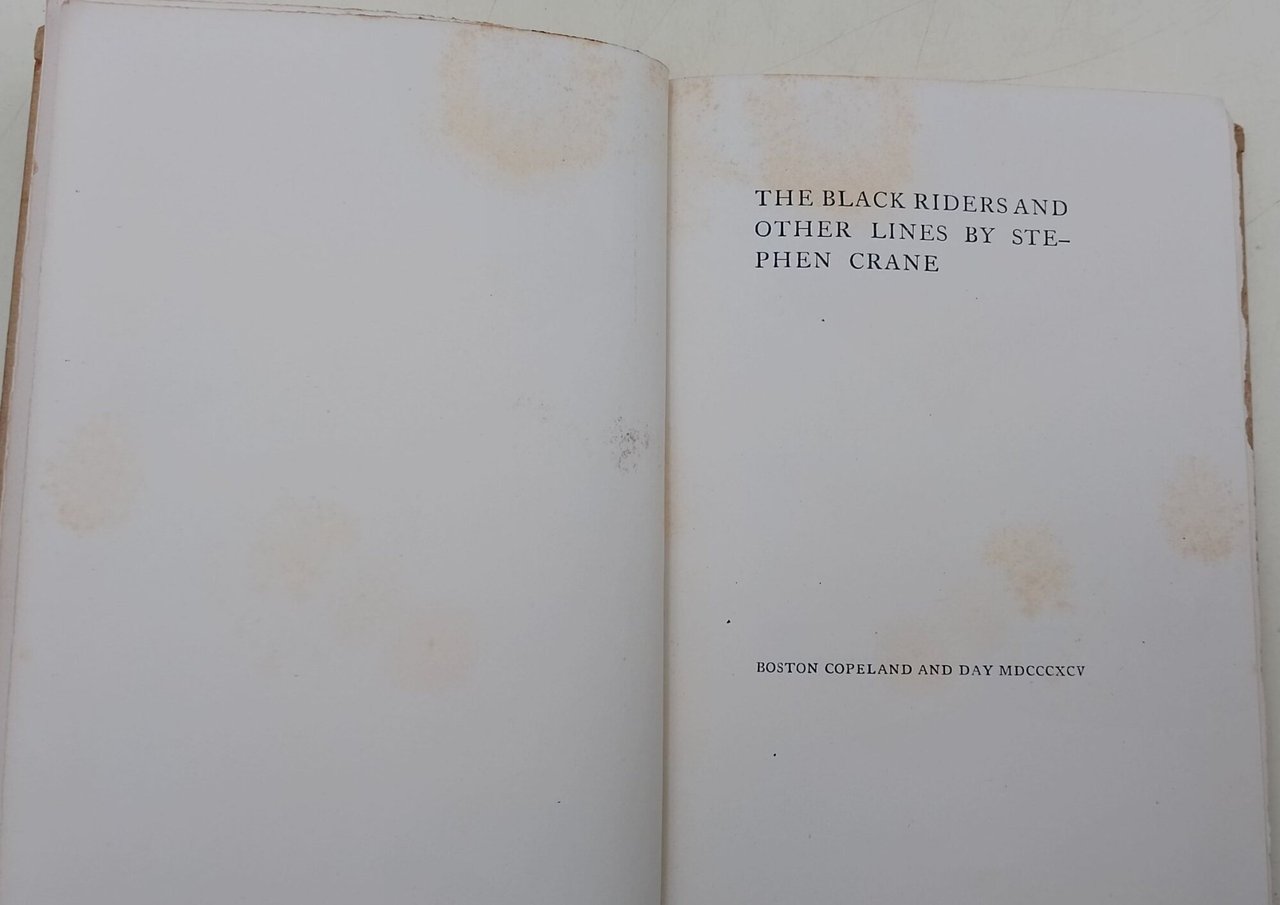 THE BLACK RIDERS AND
OTHER LINES BY STE–
PHEN CRANE
BOSTON COPELAND AND DAY MDCCCXCV